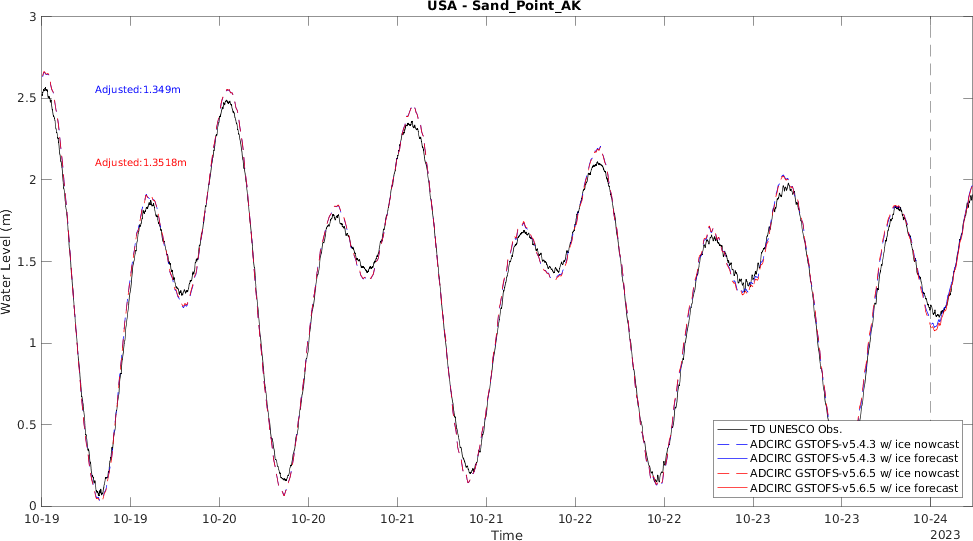 USA - Sand_Point_AK
3
2.5
2
1.5
1
0.5
0
Water Level (m)
Adjusted:1.349m
Adjusted:1.3518m
TD UNESCO Obs.
ADCIRC GSTOFS-v5.4.3 w/ ice nowcast
ADCIRC GSTOFS-v5.4.3 w/ ice forecast
ADCIRC GSTOFS-v5.6.5 w/ ice nowcast
ADCIRC GSTOFS-v5.6.5 w/ ice forecast
10-19 10-19 10-20 10-20 10-21 10-21 10-22 10-22 10-23 10-23 10-24
2023
Time